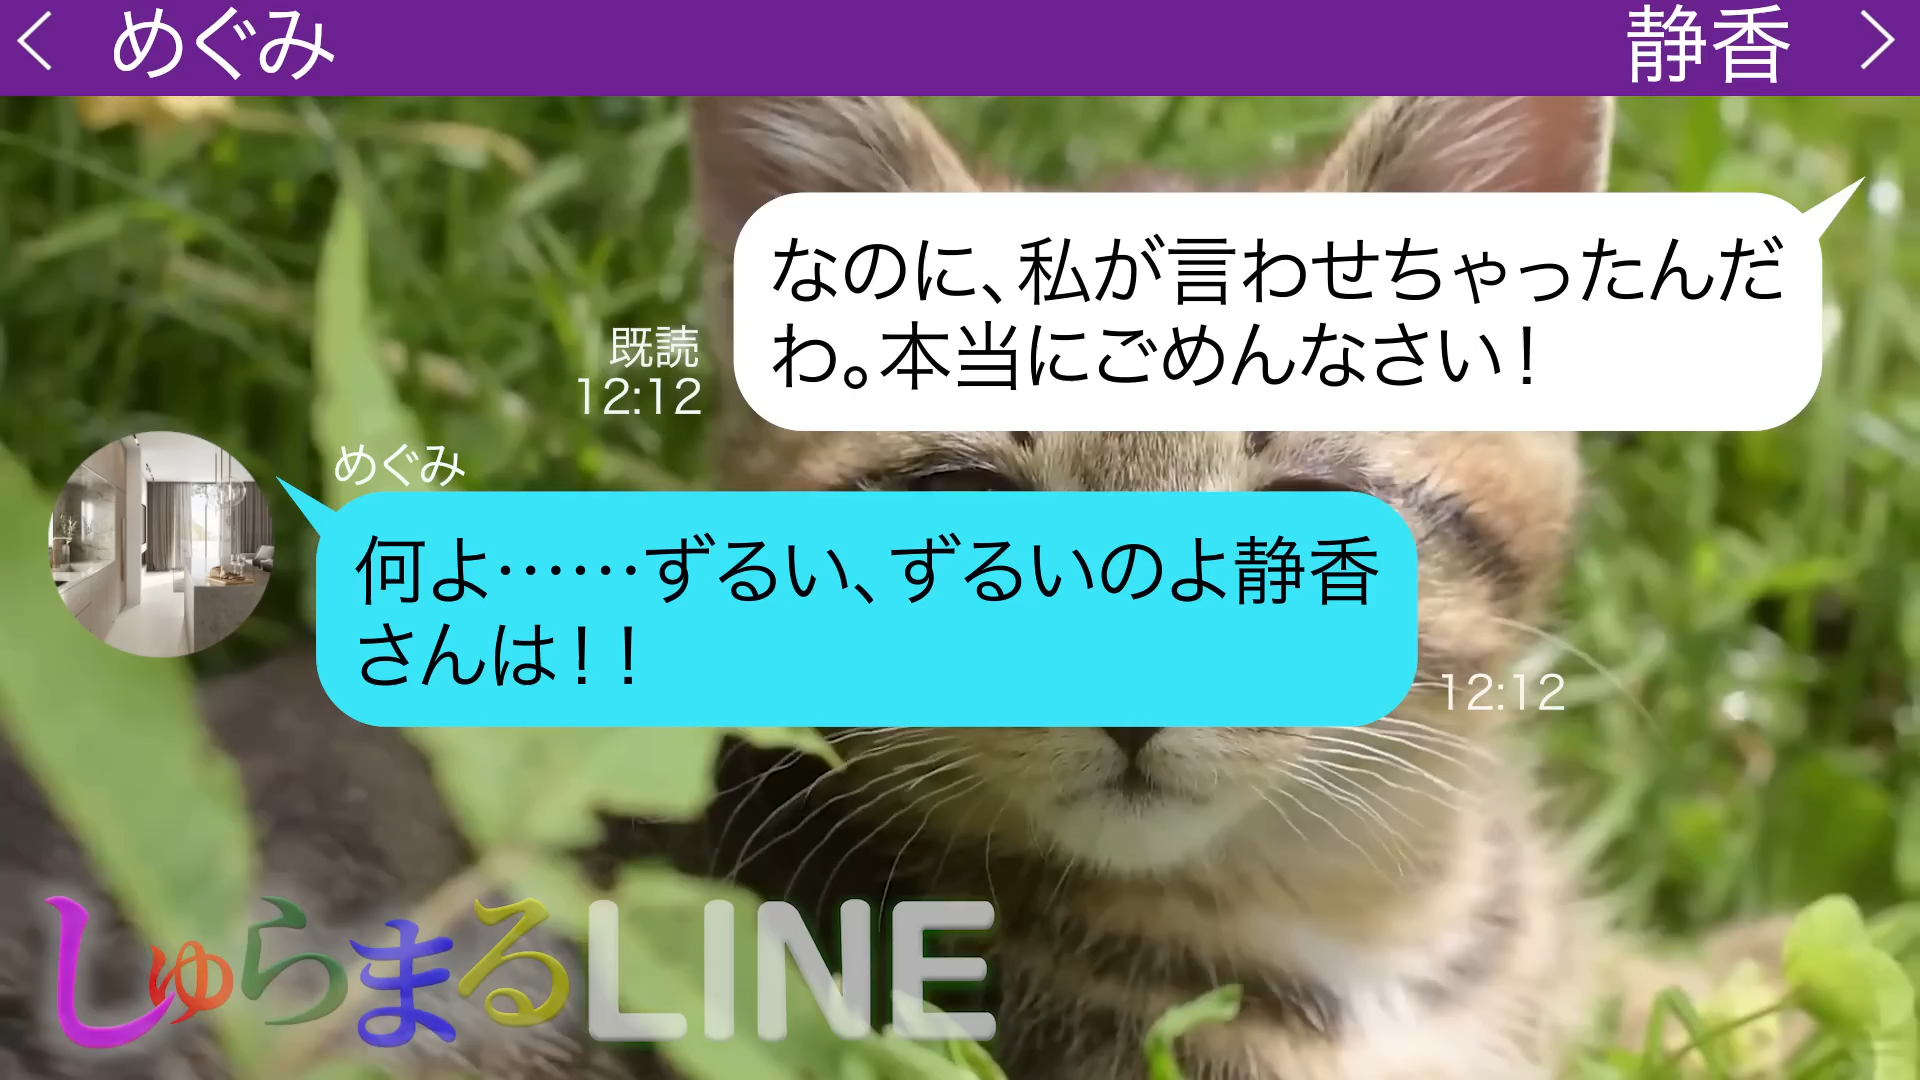 めぐみ
静香
なのに、私が言わせちゃったんだ
わ。本当にごめんなさい！
既読
12:12
めぐみ
何よ……ずるい、ずるいのよ静香
さんは！！
12:12
しゅらまるLINE